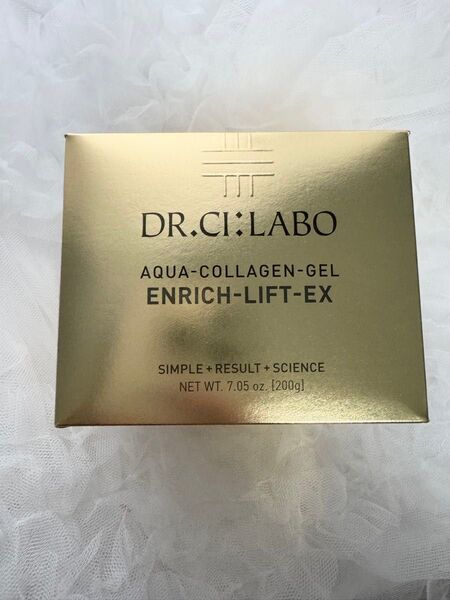 DR.CI:LABO
AQUA-COLLAGEN-GEL
ENRICH-LIFT-EX
SIMPLE+RESULT+SCIENCE
NET WT. 7.05 oz. [200g]